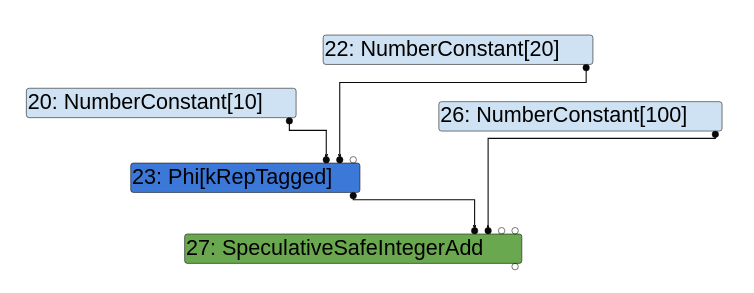 22: NumberConstant[20]
20: NumberConstant[10]
26: NumberConstant[100]
23: Phi[kRepTagged]
27: SpeculativeSafeIntegerAdd